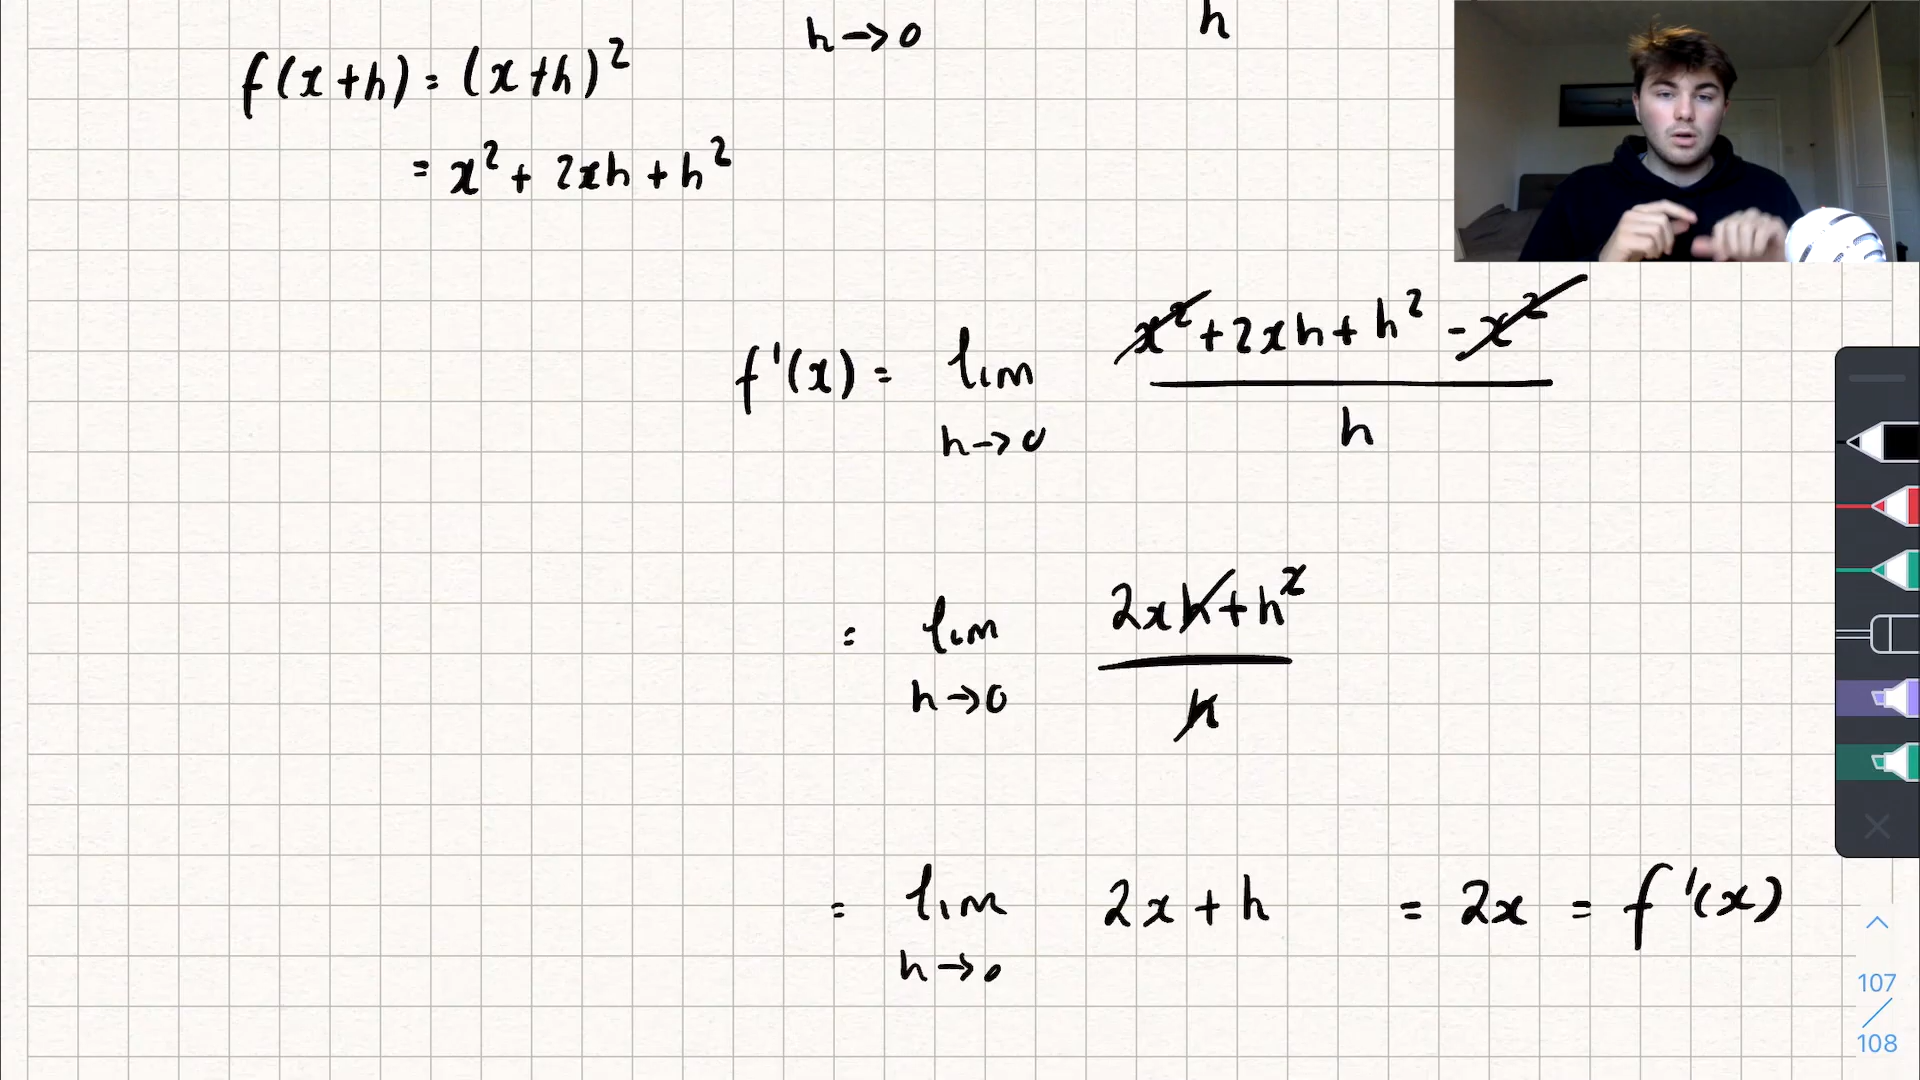 h→0 h
f(x+h) = (x+h)²
= x² + 2xh + h²
f'(x) = lim h→0 (x² + 2xh + h² - x²) / h
= lim h→0 (2xh + h²) / h
= lim h→0 2x + h = 2x = f'(x)
107
/
108